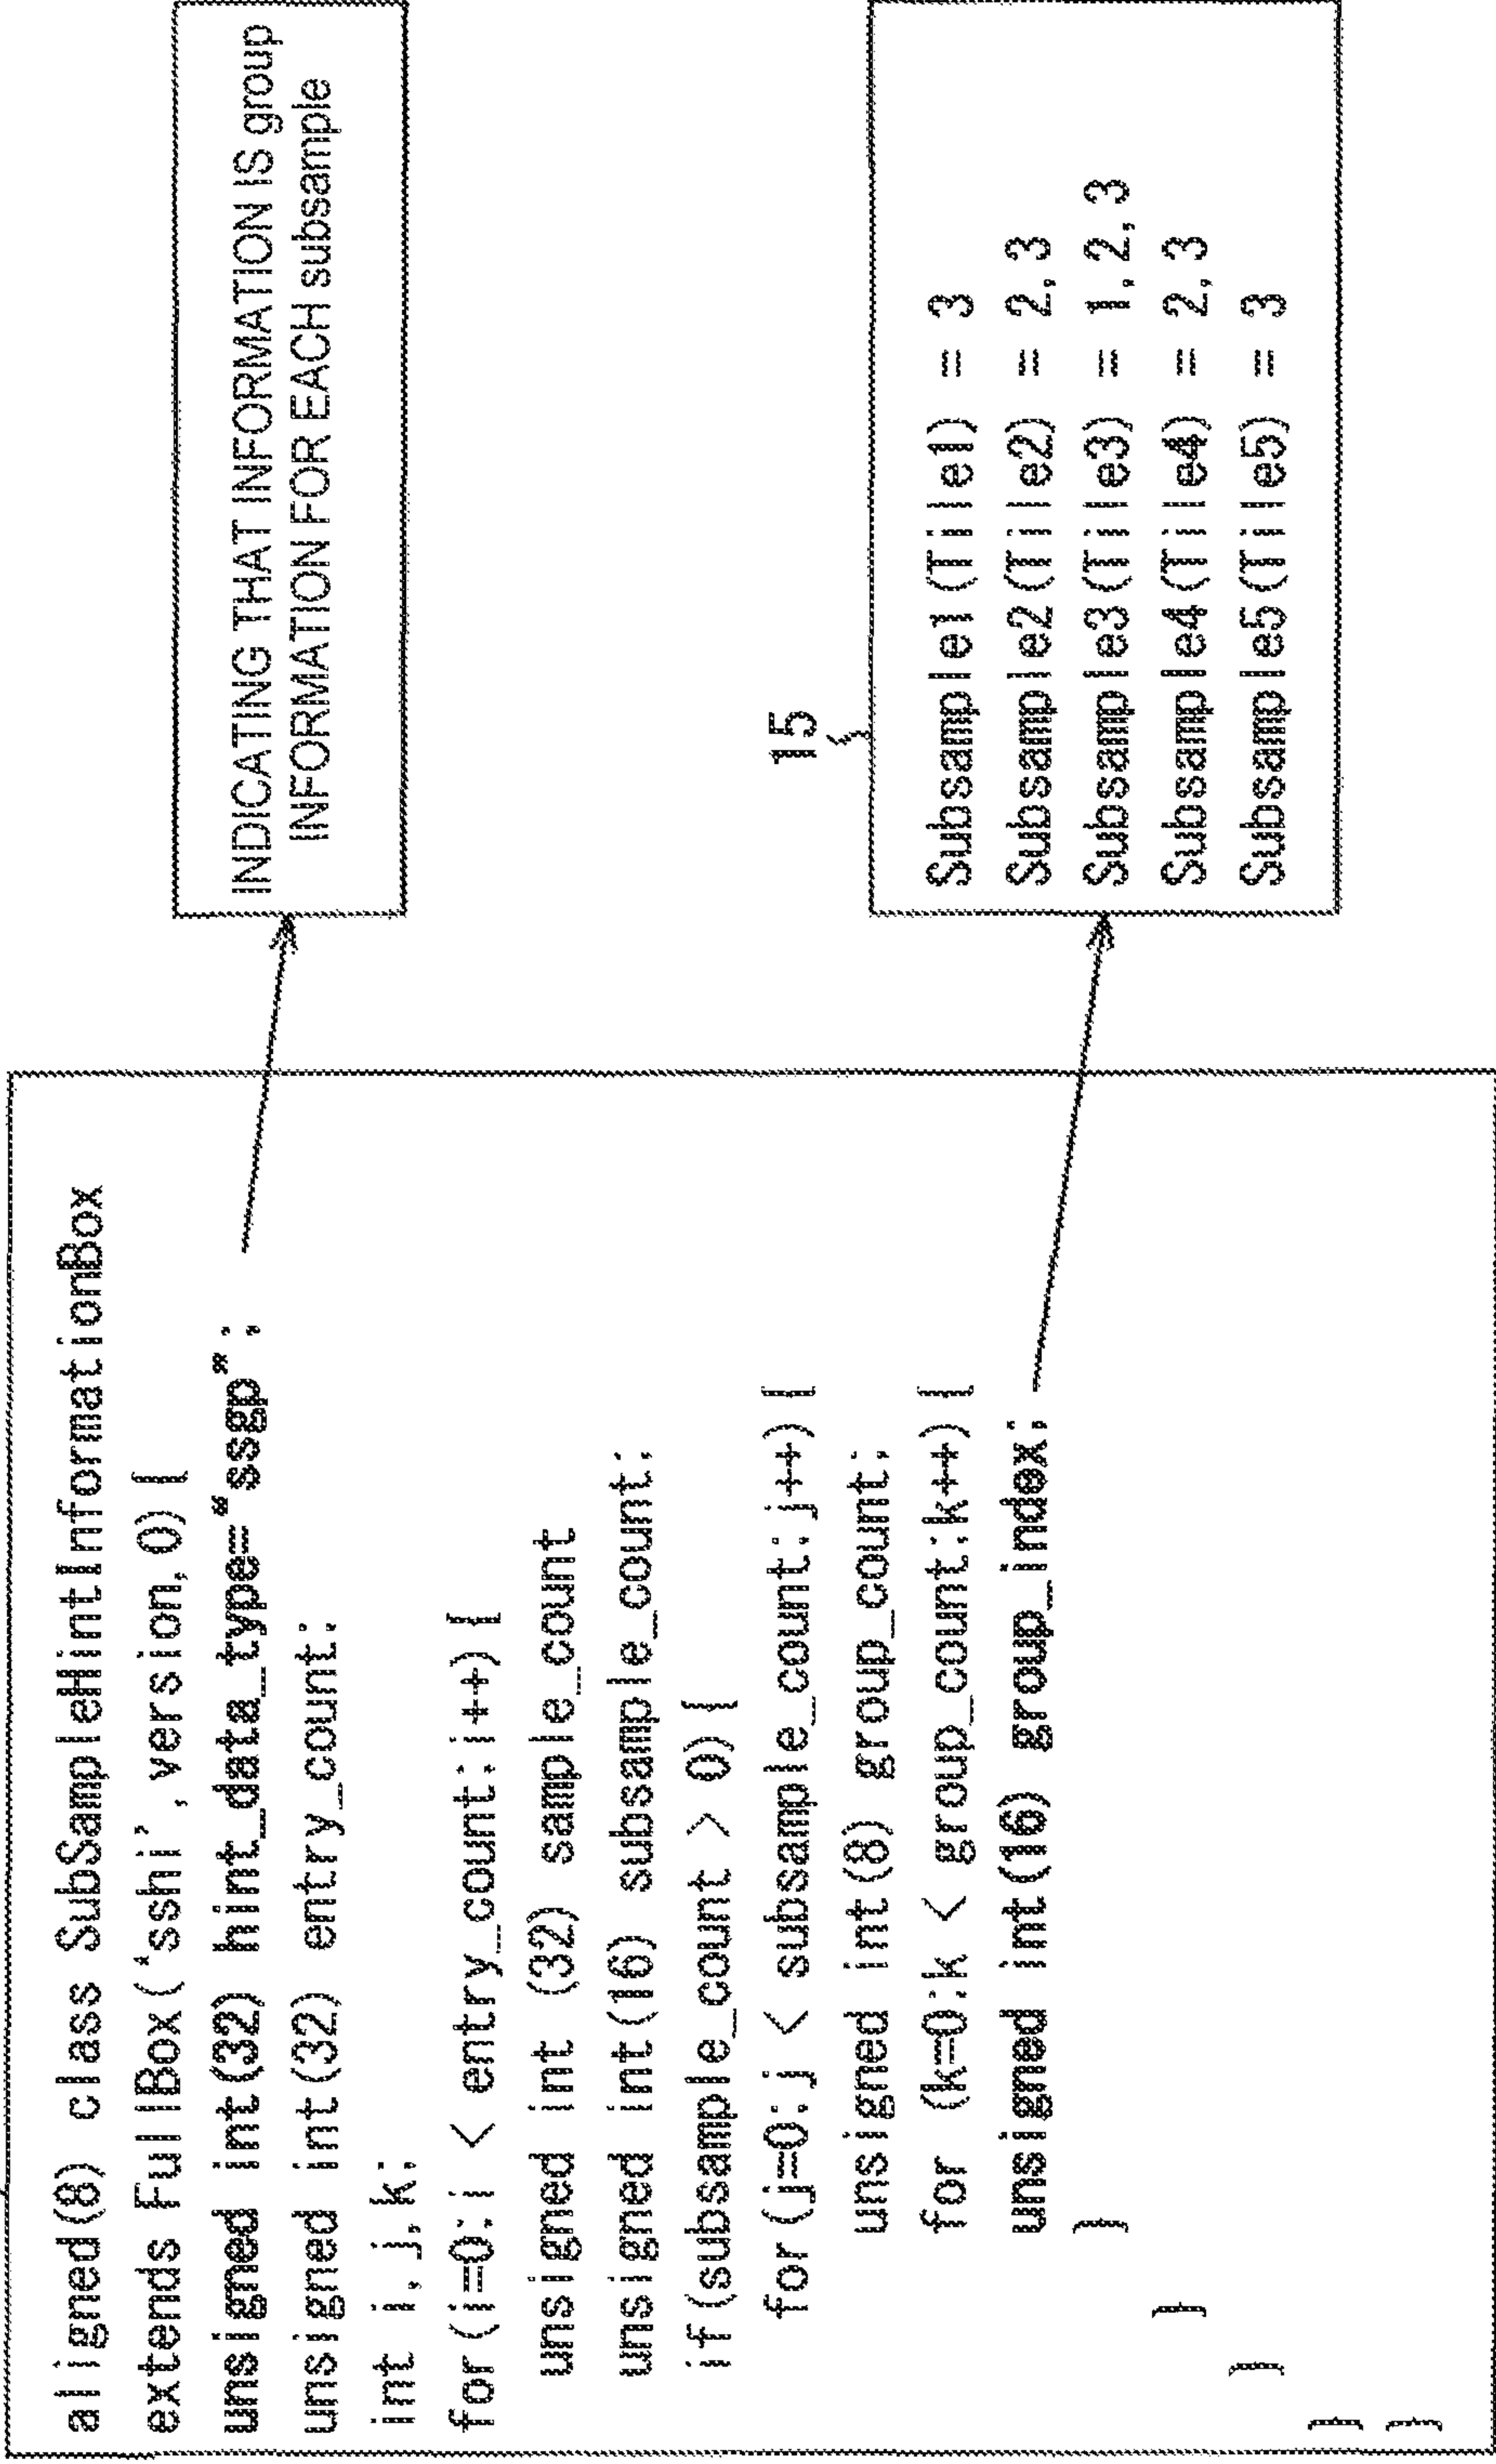 aligned(8) class SubSampleHintInformationBox
extends FullBox('sshi',version,0) {
unsigned int(32) hint_data_type="ssgp";
unsigned int(32) entry_count;
int i,j,k;
for(i=0;i < entry_count;i++) {
unsigned int (32) sample_count
unsigned int(16) subsample_count;
if(subsample_count > 0) {
for(j=0;j < subsample_count;j++) {
unsigned int(8) group_count;
for (k=0;k < group_count;k++) {
unsigned int(16) group_index;
}
}
}
}
}
INDICATING THAT INFORMATION IS group
INFORMATION FOR EACH subsample
15
Subsample1(Tile1) = 3
Subsample2(Tile2) = 2,3
Subsample3(Tile3) = 1,2,3
Subsample4(Tile4) = 2,3
Subsample5(Tile5) = 3